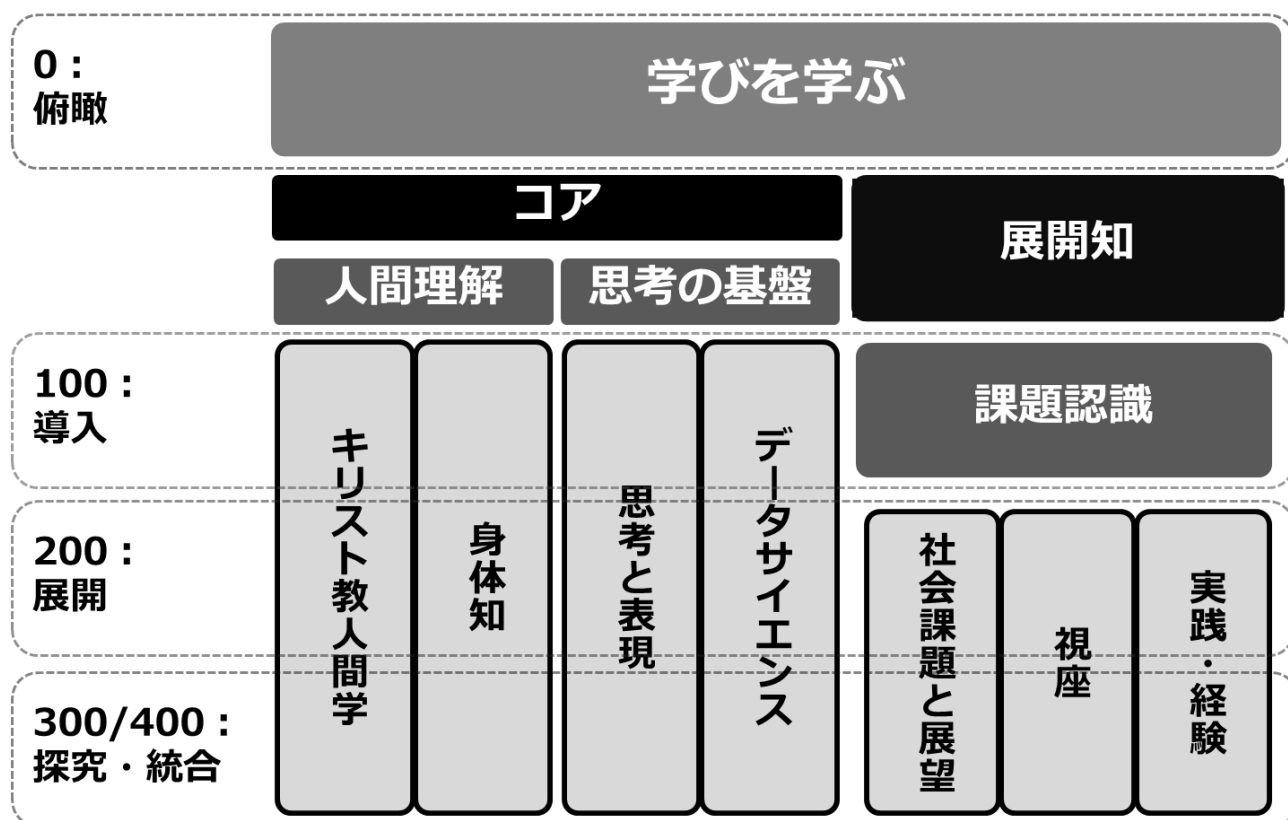 0：
俯瞰
学びを学ぶ
コア
展開知
人間理解
思考の基盤
100：
導入
課題認識
200：
展開
300/400：
探究・統合
キリスト教人間学
身体知
思考と表現
データサイエンス
社会課題と展望
視座
実践・経験